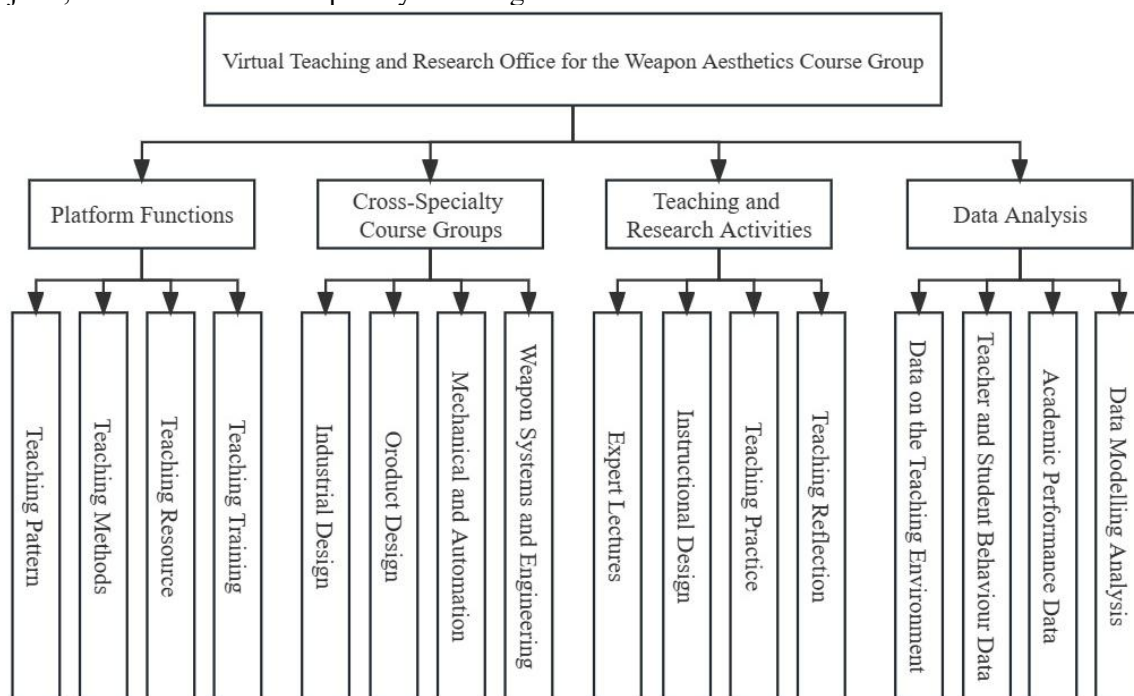 Virtual Teaching and Research Office for the Weapon Aesthetics Course Group
Platform Functions
Cross-Specialty
Course Groups
Teaching and
Research Activities
Data Analysis
Teaching Pattern
Teaching Methods
Teaching Resource
Teaching Training
Industrial Design
Oroduct Design
Mechanical and Automation
Weapon Systems and Engineering
Expert Lectures
Instructional Design
Teaching Practice
Teaching Reflection
Data on the Teaching Environment
Teacher and Student Behaviour Data
Academic Performance Data
Data Modelling Analysis